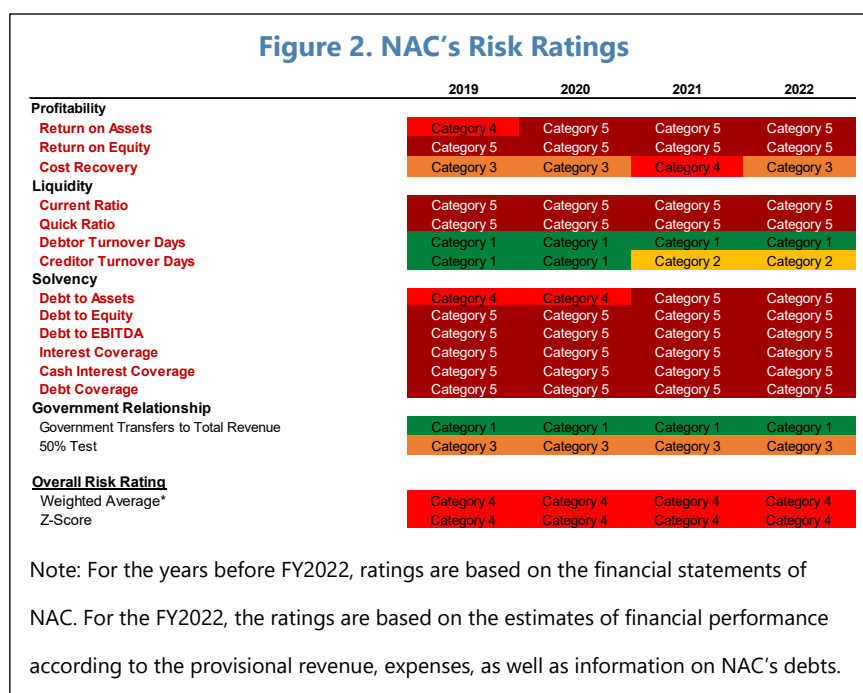 Figure 2. NAC's Risk Ratings
2019 2020 2021 2022
Profitability
Return on Assets Category 4 Category 5 Category 5 Category 5
Return on Equity Category 5 Category 5 Category 5 Category 5
Cost Recovery Category 3 Category 3 Category 4 Category 3
Liquidity
Current Ratio Category 5 Category 5 Category 5 Category 5
Quick Ratio Category 5 Category 5 Category 5 Category 5
Debtor Turnover Days Category 1 Category 1 Category 1 Category 1
Creditor Turnover Days Category 1 Category 1 Category 2 Category 2
Solvency
Debt to Assets Category 4 Category 4 Category 5 Category 5
Debt to Equity Category 5 Category 5 Category 5 Category 5
Debt to EBITDA Category 5 Category 5 Category 5 Category 5
Interest Coverage Category 5 Category 5 Category 5 Category 5
Cash Interest Coverage Category 5 Category 5 Category 5 Category 5
Debt Coverage Category 5 Category 5 Category 5 Category 5
Government Relationship
Government Transfers to Total Revenue Category 1 Category 1 Category 1 Category 1
50% Test Category 3 Category 3 Category 3 Category 3
Overall Risk Rating
Weighted Average* Category 4 Category 4 Category 4 Category 4
Z-Score Category 4 Category 4 Category 4 Category 4
Note: For the years before FY2022, ratings are based on the financial statements of
NAC. For the FY2022, the ratings are based on the estimates of financial performance
according to the provisional revenue, expenses, as well as information on NAC's debts.